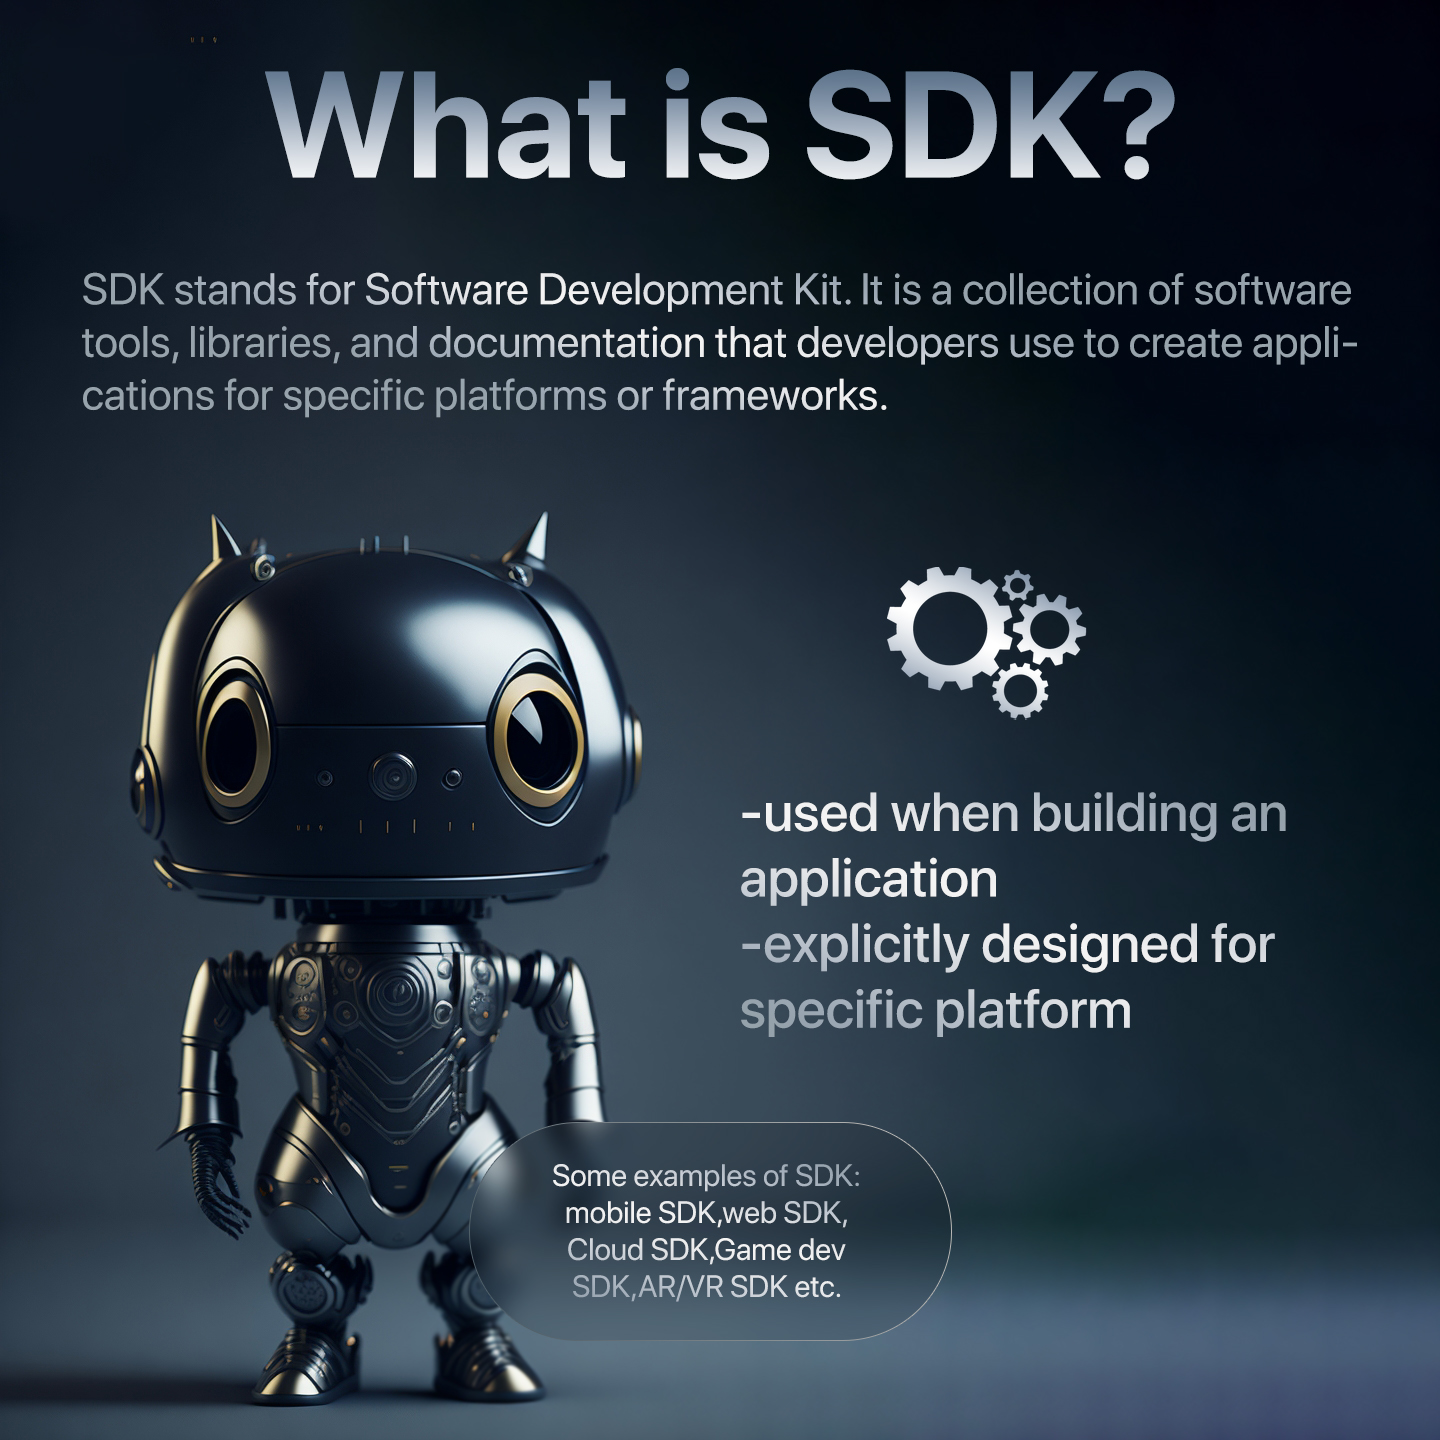 What is SDK?
SDK stands for Software Development Kit. It is a collection of software
tools, libraries, and documentation that developers use to create appli-
cations for specific platforms or frameworks.
-used when building an
application
-explicitly designed for
specific platform
Some examples of SDK:
mobile SDK,web SDK,
Cloud SDK,Game dev
SDK,AR/VR SDK etc.